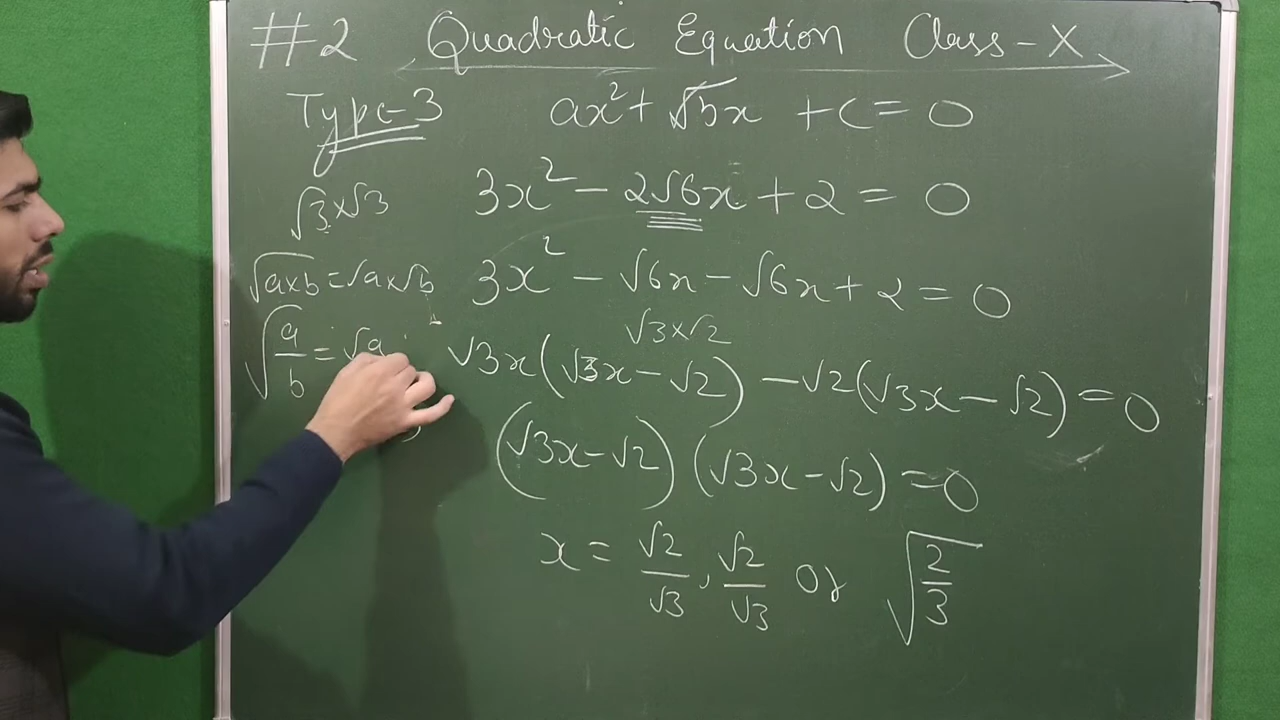 #2 Quadratic Equation Class-X
Type-3 ax² + √bx + c = 0
√3×√3
3x² - 2√6x + 2 = 0
√a×b = √a×√b
3x² - √6x - √6x + 2 = 0
√3×√2
√a/b = √a
√3x(√3x - √2) - √2(√3x - √2) = 0
(√3x-√2) (√3x-√2) = 0
x = √2/√3, √2/√3 or √2/3